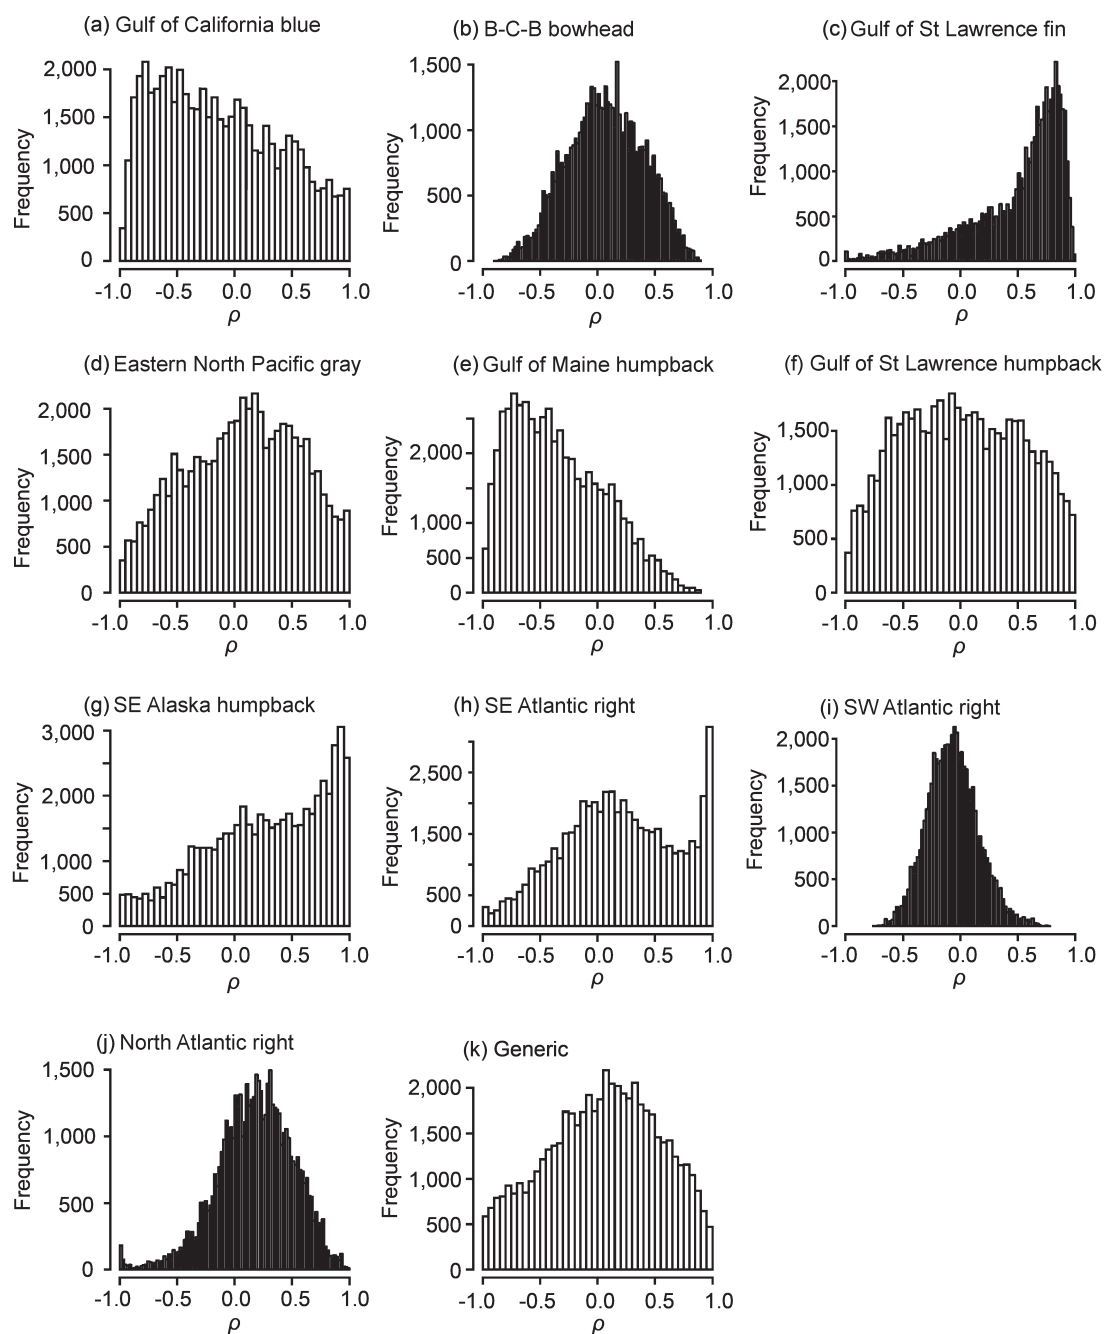 (a) Gulf of California blue
(b) B-C-B bowhead
(c) Gulf of St Lawrence fin
Frequency
2,000
1,500
1,000
500
0
-1.0 -0.5 0.0 0.5 1.0
ρ
Frequency
1,500
1,000
500
0
-1.0 -0.5 0.0 0.5 1.0
ρ
Frequency
2,000
1,500
1,000
500
0
-1.0 -0.5 0.0 0.5 1.0
ρ
(d) Eastern North Pacific gray
(e) Gulf of Maine humpback
(f) Gulf of St Lawrence humpback
Frequency
2,000
1,500
1,000
500
0
-1.0 -0.5 0.0 0.5 1.0
ρ
Frequency
2,000
1,000
500
0
-1.0 -0.5 0.0 0.5 1.0
ρ
Frequency
1,500
1,000
500
0
-1.0 -0.5 0.0 0.5 1.0
ρ
(g) SE Alaska humpback
(h) SE Atlantic right
(i) SW Atlantic right
Frequency
3,000
2,000
1,000
500
0
-1.0 -0.5 0.0 0.5 1.0
ρ
Frequency
2,500
1,500
500
0
-1.0 -0.5 0.0 0.5 1.0
ρ
Frequency
2,000
1,500
1,000
500
0
-1.0 -0.5 0.0 0.5 1.0
ρ
(j) North Atlantic right
(k) Generic
Frequency
1,500
1,000
500
0
-1.0 -0.5 0.0 0.5 1.0
ρ
Frequency
2,000
1,500
1,000
500
0
-1.0 -0.5 0.0 0.5 1.0
ρ